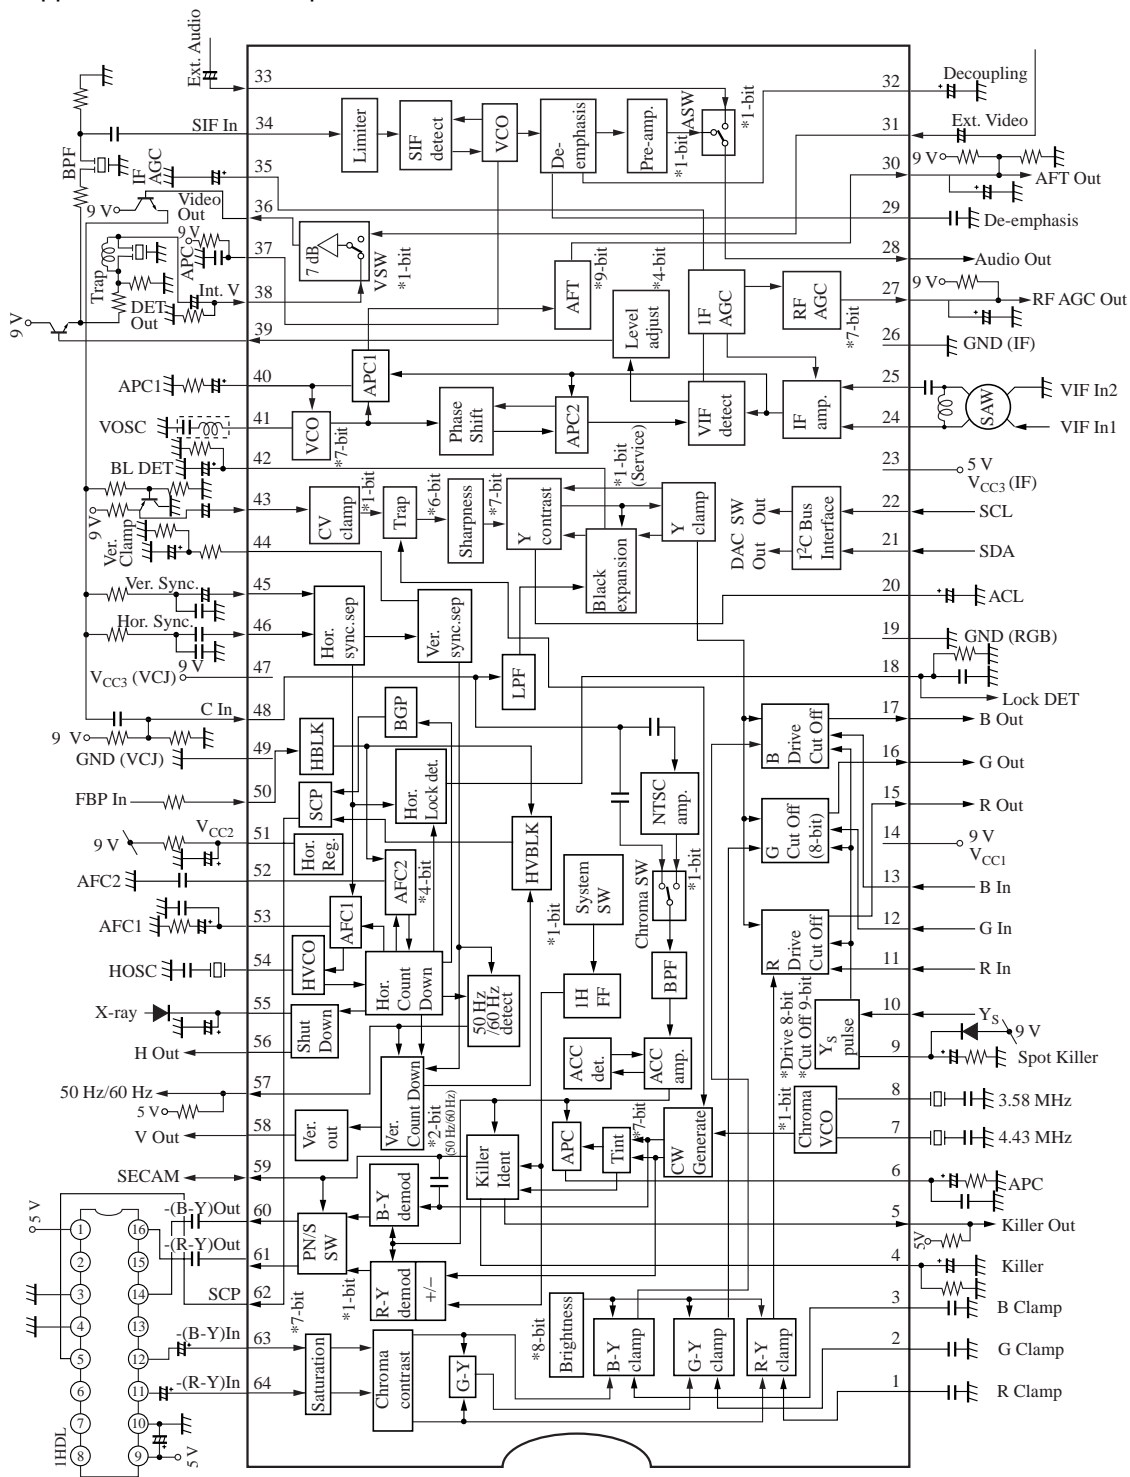 Ext. Audio
33
34
35
36
37
38
39
40
41
42
43
44
45
46
47
48
49
50
51
52
53
54
55
56
57
58
59
60
61
62
63
64
32
31
30
29
28
27
26
25
24
23
22
21
20
19
18
17
16
15
14
13
12
11
10
9
8
7
6
5
4
3
2
1
SIF In
BPF
IF
AGC
9 V
Video
Out
9 V
APC
Trap
Int. V
DET
Out
9 V
APC1
VOSC
BL DET
9 V
Ver.
Clamp
Ver. Sync.
Hor. Sync.
9 V
VCC3 (VCJ)
C In
9 V
GND (VCJ)
FBP In
VCC2
9 V
AFC2
AFC1
HOSC
X-ray
H Out
50 Hz/60 Hz
5 V
V Out
SECAM
-(B-Y)Out
-(R-Y)Out
SCP
-(B-Y)In
-(R-Y)In
5 V
1
2
3
4
5
6
7
8
16
15
14
13
12
11
10
9
1HDL
5 V
Limiter
SIF
detect
VCO
De-
emphasis
Pre-amp.
*1-bit
ASW
*1-bit
7 dB
VSW
*1-bit
AFT
*9-bit
Level
adjust
*4-bit
1F
AGC
RF
AGC
*7-bit
APC1
VCO
*7-bit
Phase
Shift
APC2
VIF
detect
IF
amp.
CV
clamp
*1-bit
Trap
*6-bit
Sharpness
*7-bit
Y
contrast
*1-bit
(Service)
Black
expansion
Y
clamp
DAC SW
Out Out
I2C Bus
Interface
Hor.
sync.sep
Ver.
sync.sep
LPF
BGP
HBLK
SCP
Hor.
Lock det.
Hor.
Reg.
AFC2
*4-bit
HVBLK
AFC1
HVCO
Hor.
Count
Down
50 Hz
/60 Hz
detect
Shut
Down
Ver.
Count Down
*2-bit
(50 Hz/60 Hz)
Ver.
out
NTSC
amp.
Chroma SW
*1-bit
System
SW
*1-bit
1H
FF
BPF
ACC
det.
ACC
amp.
B
Drive
Cut Off
G
Cut Off
(8-bit)
R
Drive
Cut Off
*Drive 8-bit
*Cut Off 9-bit
YS
pulse
*1-bit
Chroma
VCO
CW
Generate
*7-bit
Tint
APC
Killer
Ident
B-Y
demod
PN/S
SW
R-Y
demod
+/−
*1-bit
*7-bit
Saturation
Chroma
contrast
G-Y
*8-bit
Brightness
B-Y
clamp
G-Y
clamp
R-Y
clamp
Decoupling
Ext. Video
9 V
AFT Out
De-emphasis
Audio Out
9 V
RF AGC Out
GND (IF)
SAW
VIF In2
VIF In1
5 V
VCC3 (IF)
SCL
SDA
ACL
GND (RGB)
Lock DET
B Out
G Out
R Out
9 V
VCC1
B In
G In
R In
YS
9 V
Spot Killer
3.58 MHz
4.43 MHz
APC
Killer Out
5V
Killer
B Clamp
G Clamp
R Clamp